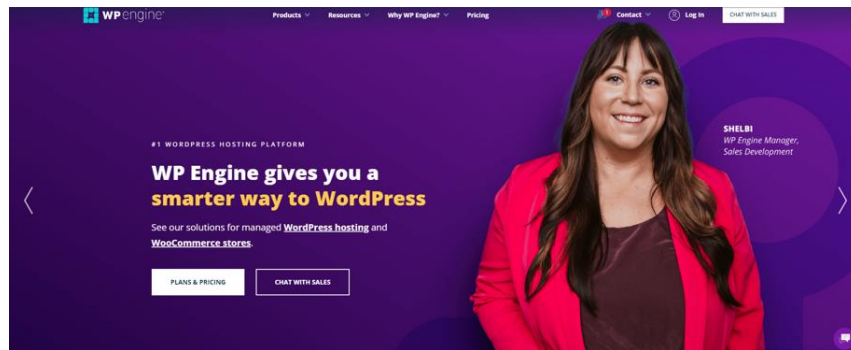 WP engine
Products Resources Why WP Engine? Pricing 1 Contact Log In CHAT WITH SALES
SHELBI
WP Engine Manager,
Sales Development
#1 WORDPRESS HOSTING PLATFORM
WP Engine gives you a
smarter way to WordPress
See our solutions for managed WordPress hosting and
WooCommerce stores.
PLANS & PRICING CHAT WITH SALES